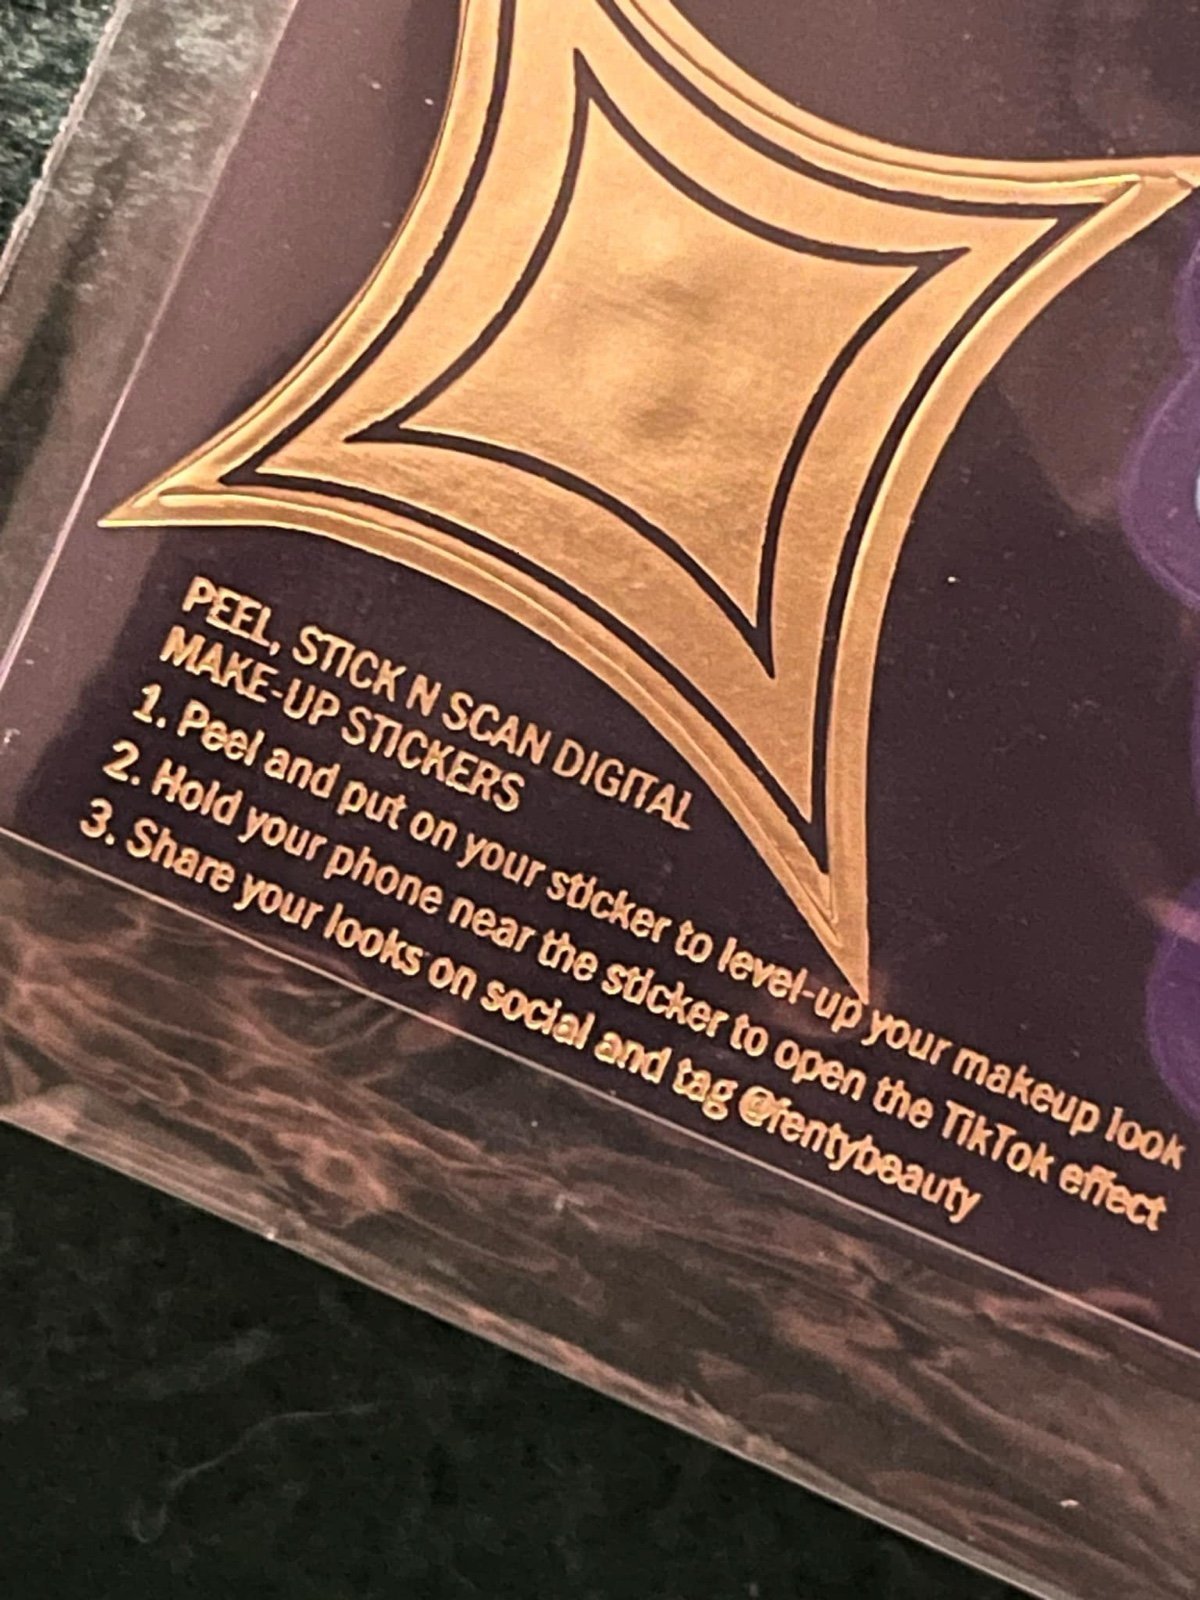 PEEL, STICK N SCAN DIGITAL
MAKE-UP STICKERS
1. Peel and put on your sticker to level-up your makeup look
2. Hold your phone near the sticker to open the TikTok effect
3. Share your looks on social and tag @fentybeauty